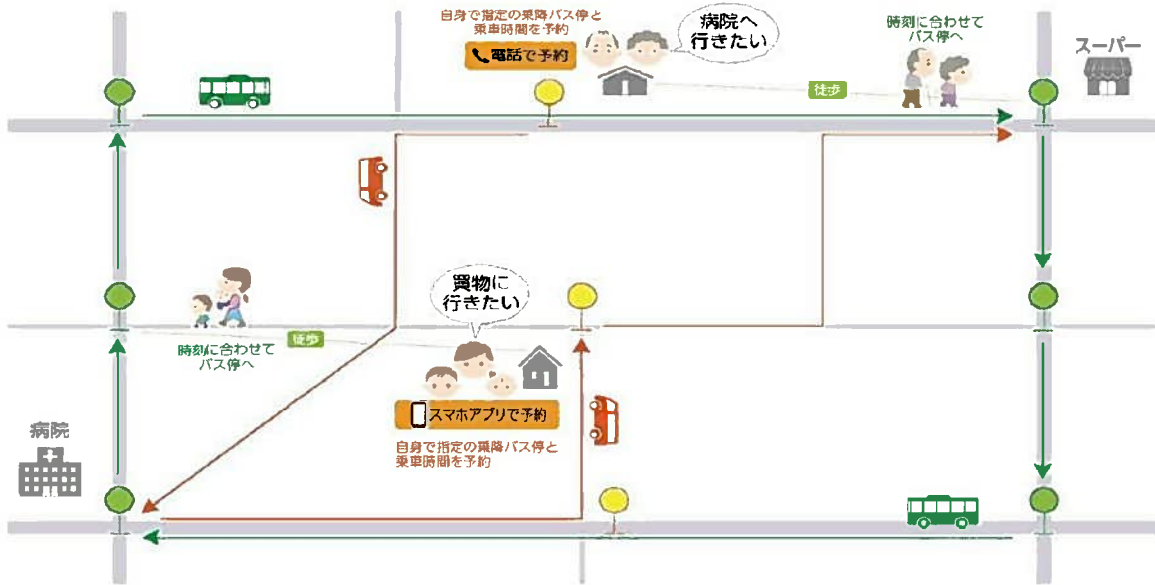 自身で指定の乗降バス停と
乗車時間を予約
電話で予約
病院へ
行きたい
時刻に合わせて
バス停へ
スーパー
徒歩
買物に
行きたい
時刻に合わせて
バス停へ
徒歩
スマホアプリで予約
自身で指定の乗降バス停と
乗車時間を予約
病院